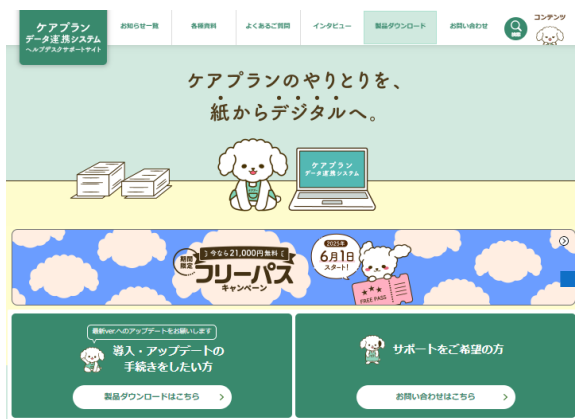 ケアプラン
データ連携システム
ヘルプデスクサポートサイト
お知らせ一覧
各種資料
よくあるご質問
インタビュー
製品ダウンロード
お問い合わせ
検索
コンテンツ
ケアプランのやりとりを、
紙からデジタルへ。
ケアプラン
データ連携システム
期間限定
今なら21,000円無料
フリーパス
キャンペーン
2025年
6月1日
スタート!
FREE PASS
最新ver.へのアップデートをお願いします
導入・アップデートの
手続きをしたい方
製品ダウンロードはこちら
サポートをご希望の方
お問い合わせはこちら